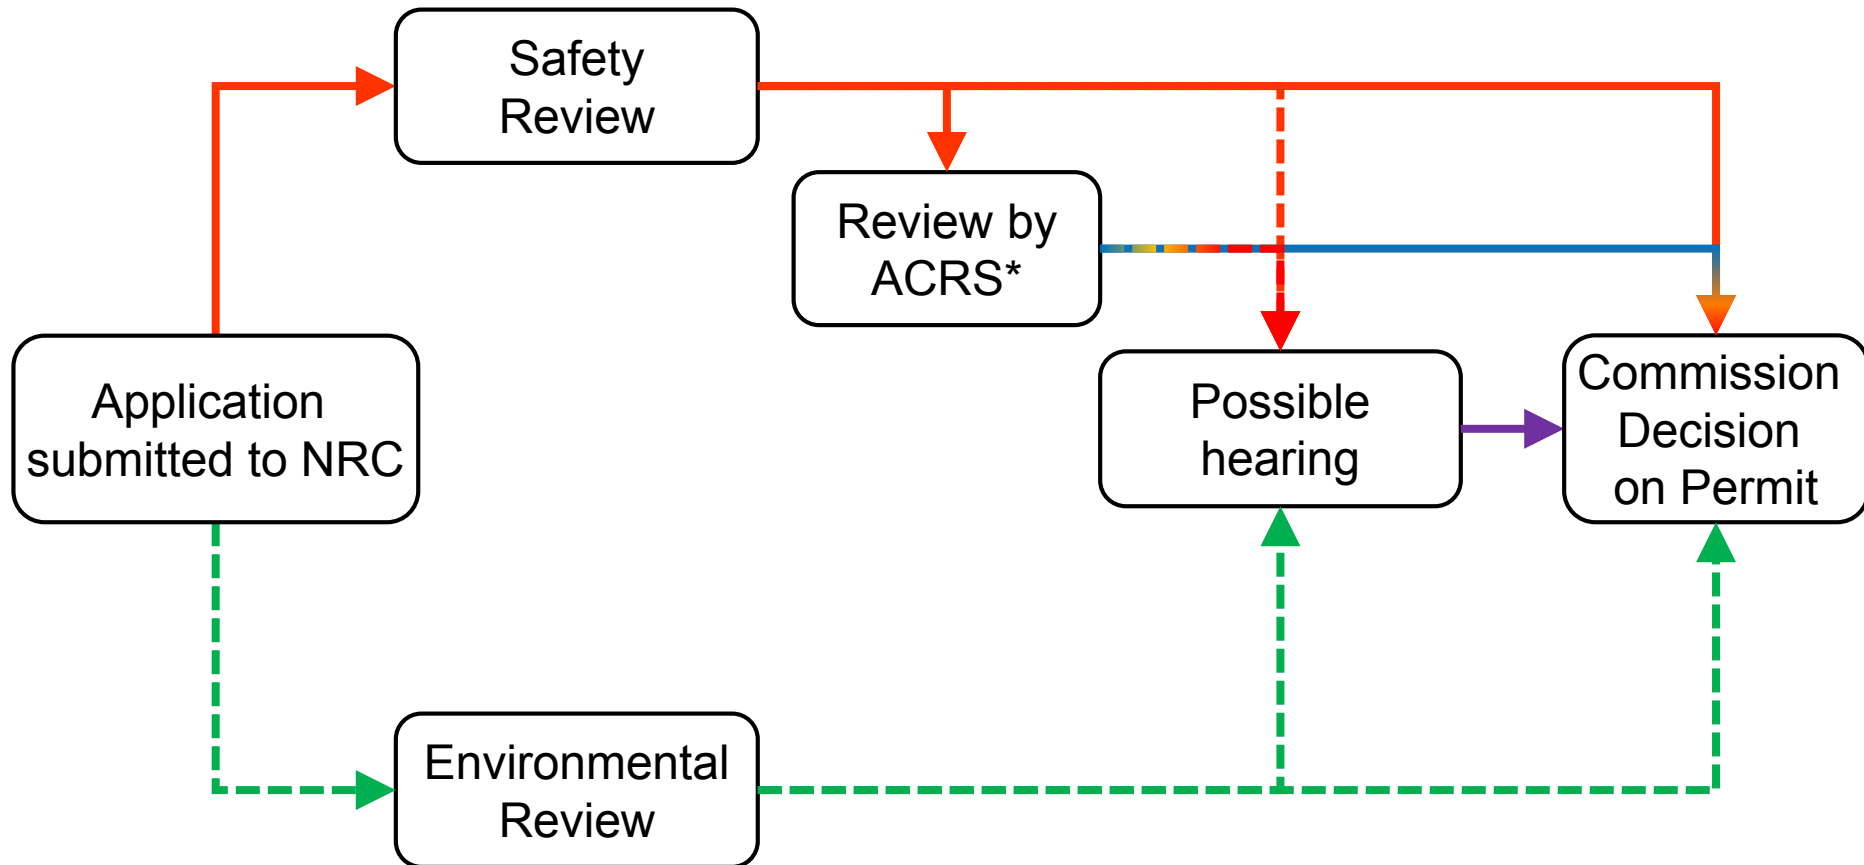 Safety
Review
Review by
ACRS*
Application
submitted to NRC
Possible
hearing
Commission
Decision
on Permit
Environmental
Review